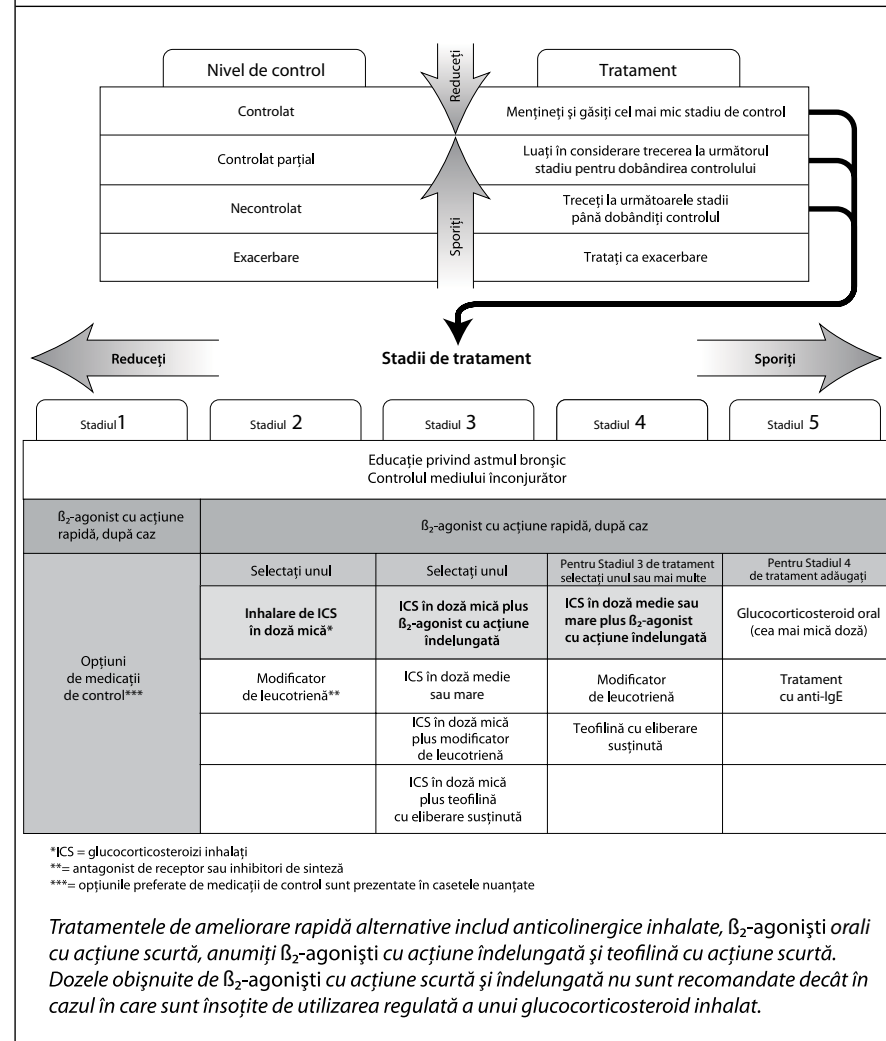 Nivel de control
Reduceți
Tratament
Controlat
Mențineți și găsiți cel mai mic stadiu de control
Controlat parțial
Luați în considerare trecerea la următorul
stadiu pentru dobândirea controlului
Necontrolat
Sporiți
Treceți la următoarele stadii
până dobândiți controlul
Exacerbare
Tratați ca exacerbare
Reduceți
Stadii de tratament
Sporiți
Stadiul 1
Stadiul 2
Stadiul 3
Stadiul 4
Stadiul 5
Educație privind astmul bronșic
Controlul mediului înconjurător
ß₂-agonist cu acțiune
rapidă, după caz
ß₂-agonist cu acțiune rapidă, după caz
Opțiuni
de medicații
de control***
Selectați unul
Selectați unul
Pentru Stadiul 3 de tratament
selectați unul sau mai multe
Pentru Stadiul 4
de tratament adăugați
Inhalare de ICS
în doză mică*
ICS în doză mică plus
ß₂-agonist cu acțiune
îndelungată
ICS în doză medie sau
mare plus ß₂-agonist
cu acțiune îndelungată
Glucocorticosteroid oral
(cea mai mică doză)
Modificator
de leucotrienă**
ICS în doză medie
sau mare
Modificator
de leucotrienă
Tratament
cu anti-IgE
ICS în doză mică
plus modificator
de leucotrienă
Teofilină cu eliberare
susținută
ICS în doză mică
plus teofilină
cu eliberare susținută
*ICS = glucocorticosteroizi inhalați
**= antagonist de receptor sau inhibitori de sinteză
***= opțiunile preferate de medicații de control sunt prezentate în casetele nuanțate
Tratamentele de ameliorare rapidă alternative includ anticolinergice inhalate, ß₂-agoniști orali
cu acțiune scurtă, anumiți ß₂-agoniști cu acțiune îndelungată și teofilină cu acțiune scurtă.
Dozele obișnuite de ß₂-agoniști cu acțiune scurtă și îndelungată nu sunt recomandate decât în
cazul în care sunt însoțite de utilizarea regulată a unui glucocorticosteroid inhalat.